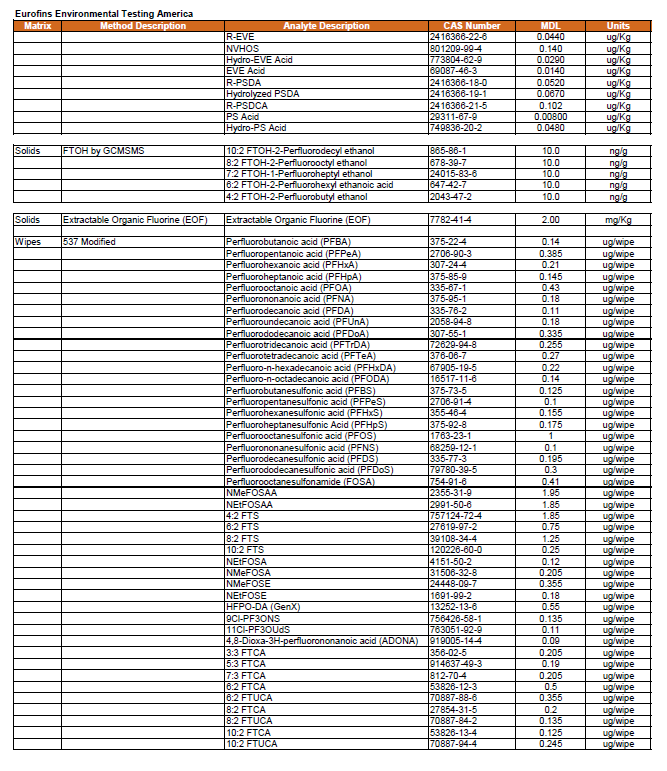 Eurofins Environmental Testing America
Matrix Method Description Analyte Description CAS Number MDL Units
R-EVE 2416366-22-6 0.0440 ug/Kg
NVHOS 801209-99-4 0.140 ug/Kg
Hydro-EVE Acid 773804-62-9 0.0290 ug/Kg
EVE Acid 69087-46-3 0.0140 ug/Kg
R-PSDA 2416366-18-0 0.0520 ug/Kg
Hydrolyzed PSDA 2416366-19-1 0.0670 ug/Kg
R-PSDCA 2416366-21-5 0.102 ug/Kg
PS Acid 29311-67-9 0.00800 ug/Kg
Hydro-PS Acid 749836-20-2 0.0480 ug/Kg
Solids FTOH by GCMSMS 10:2 FTOH-2-Perfluorodecyl ethanol 865-86-1 10.0 ng/g
8:2 FTOH-2-Perfluorooctyl ethanol 678-39-7 10.0 ng/g
7:2 FTOH-1-Perfluoroheptyl ethanol 24015-83-6 10.0 ng/g
6:2 FTOH-2-Perfluorohexyl ethanoic acid 647-42-7 10.0 ng/g
4:2 FTOH-2-Perfluorobutyl ethanol 2043-47-2 10.0 ng/g
Solids Extractable Organic Fluorine (EOF) Extractable Organic Fluorine (EOF) 7782-41-4 2.00 mg/Kg
Wipes 537 Modified Perfluorobutanoic acid (PFBA) 375-22-4 0.14 ug/wipe
Perfluoropentanoic acid (PFPeA) 2706-90-3 0.385 ug/wipe
Perfluorohexanoic acid (PFHxA) 307-24-4 0.21 ug/wipe
Perfluoroheptanoic acid (PFHpA) 375-85-9 0.145 ug/wipe
Perfluorooctanoic acid (PFOA) 335-67-1 0.43 ug/wipe
Perfluorononanoic acid (PFNA) 375-95-1 0.18 ug/wipe
Perfluorodecanoic acid (PFDA) 335-76-2 0.11 ug/wipe
Perfluoroundecanoic acid (PFUnA) 2058-94-8 0.18 ug/wipe
Perfluorododecanoic acid (PFDoA) 307-55-1 0.335 ug/wipe
Perfluorotridecanoic acid (PFTrDA) 72629-94-8 0.255 ug/wipe
Perfluorotetradecanoic acid (PFTeA) 376-06-7 0.27 ug/wipe
Perfluoro-n-hexadecanoic acid (PFHxDA) 67905-19-5 0.22 ug/wipe
Perfluoro-n-octadecanoic acid (PFODA) 16517-11-6 0.14 ug/wipe
Perfluorobutanesulfonic acid (PFBS) 375-73-5 0.125 ug/wipe
Perfluoropentanesulfonic acid (PFPeS) 2706-91-4 0.1 ug/wipe
Perfluorohexanesulfonic acid (PFHxS) 355-46-4 0.155 ug/wipe
Perfluoroheptanesulfonic Acid (PFHpS) 375-92-8 0.175 ug/wipe
Perfluorooctanesulfonic acid (PFOS) 1763-23-1 1 ug/wipe
Perfluorononanesulfonic acid (PFNS) 68259-12-1 0.1 ug/wipe
Perfluorodecanesulfonic acid (PFDS) 335-77-3 0.195 ug/wipe
Perfluorododecanesulfonic acid (PFDoS) 79780-39-5 0.3 ug/wipe
Perfluorooctanesulfonamide (FOSA) 754-91-6 0.41 ug/wipe
NMeFOSAA 2355-31-9 1.95 ug/wipe
NEtFOSAA 2991-50-6 1.85 ug/wipe
4:2 FTS 757124-72-4 1.85 ug/wipe
6:2 FTS 27619-97-2 0.75 ug/wipe
8:2 FTS 39108-34-4 1.25 ug/wipe
10:2 FTS 120226-60-0 0.25 ug/wipe
NEtFOSA 4151-50-2 0.12 ug/wipe
NMeFOSA 31506-32-8 0.205 ug/wipe
NMeFOSE 24448-09-7 0.355 ug/wipe
NEtFOSE 1691-99-2 0.18 ug/wipe
HFPO-DA (GenX) 13252-13-6 0.55 ug/wipe
9Cl-PF3ONS 756426-58-1 0.135 ug/wipe
11Cl-PF3OUdS 763051-92-9 0.11 ug/wipe
4,8-Dioxa-3H-perfluorononanoic acid (ADONA) 919005-14-4 0.09 ug/wipe
3:3 FTCA 356-02-5 0.205 ug/wipe
5:3 FTCA 914637-49-3 0.19 ug/wipe
7:3 FTCA 812-70-4 0.205 ug/wipe
6:2 FTCA 53826-12-3 0.5 ug/wipe
6:2 FTUCA 70887-88-6 0.355 ug/wipe
8:2 FTCA 27854-31-5 0.2 ug/wipe
8:2 FTUCA 70887-84-2 0.135 ug/wipe
10:2 FTCA 53826-13-4 0.125 ug/wipe
10:2 FTUCA 70887-94-4 0.245 ug/wipe